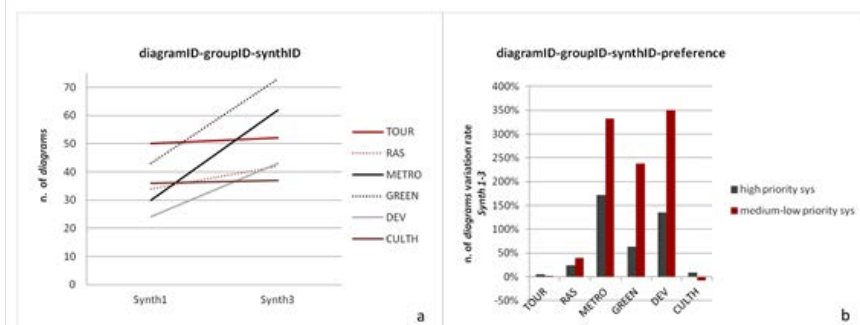 diagramID-groupID-synthID
n. of diagrams
70
60
50
40
30
20
10
0
Synth1
Synth3
TOUR
RAS
METRO
GREEN
DEV
CULTH
a
diagramID-groupID-synthID-preference
n. of diagrams variation rate
Synth 1-3
400%
350%
300%
250%
200%
150%
100%
50%
0%
-50%
TOUR
RAS
METRO
GREEN
DEV
CULTH
high priority sys
medium-low priority sys
b